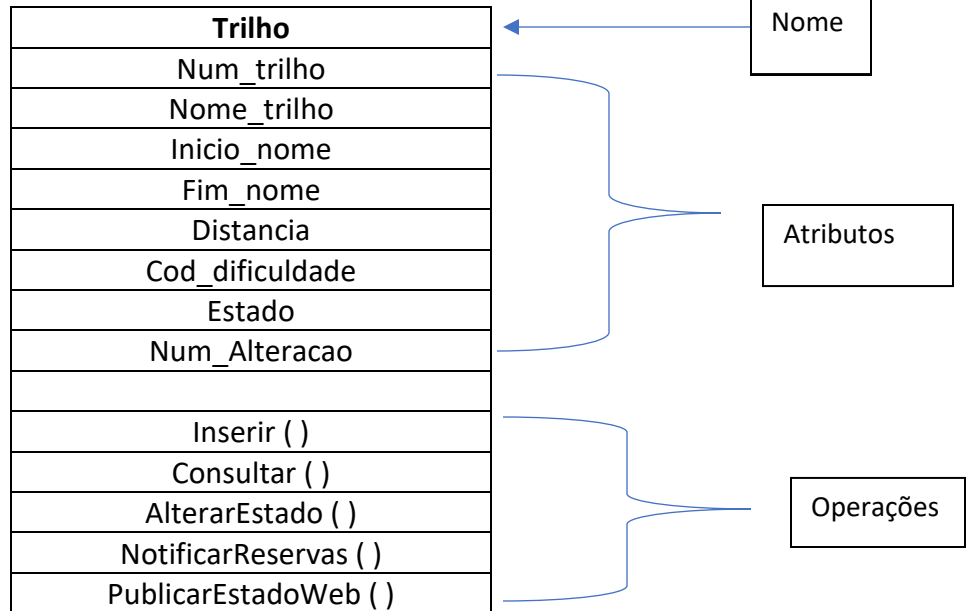 Trilho
Nome
Num_trilho
Nome_trilho
Inicio_nome
Fim_nome
Distancia
Atributos
Cod_dificuldade
Estado
Num_Alteracao
Inserir ( )
Consultar ( )
AlterarEstado ( )
Operações
NotificarReservas ( )
PublicarEstadoWeb ( )